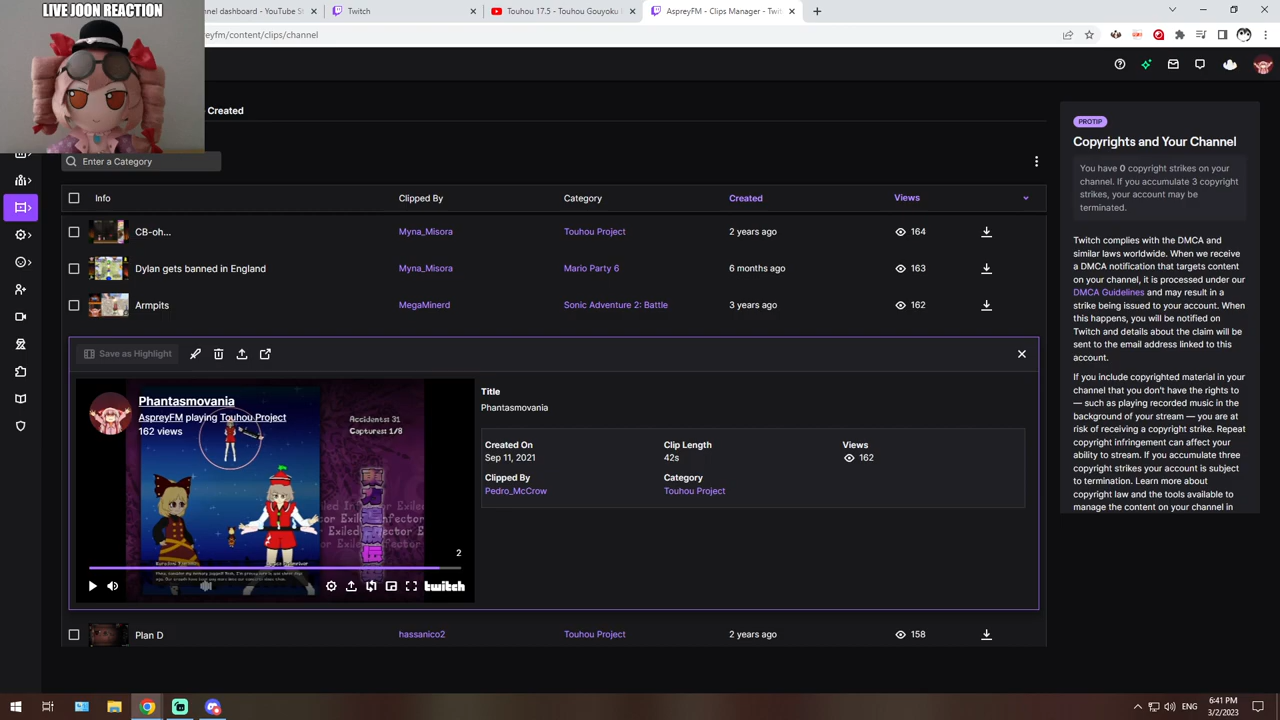 LIVE JOON REACTION
nnel dashboard - YouTube St
Twitch
Touhou 17.5 - Touhou Gouyoku I
AspreyFM - Clips Manager - Twit
eyfm/content/clips/channel
Created
Enter a Category
Info
Clipped By
Category
Created
Views
CB-oh...
Myna_Misora
Touhou Project
2 years ago
164
Dylan gets banned in England
Myna_Misora
Mario Party 6
6 months ago
163
Armpits
MegaMinerd
Sonic Adventure 2: Battle
3 years ago
162
Save as Highlight
Phantasmovania
AspreyFM playing Touhou Project
162 views
Accidents: 31
Captures: 1/8
2
twitch
Title
Phantasmovania
Created On
Sep 11, 2021
Clip Length
42s
Views
162
Clipped By
Pedro_McCrow
Category
Touhou Project
Plan D
hassanico2
Touhou Project
2 years ago
158
PROTIP
Copyrights and Your Channel
You have 0 copyright strikes on
your channel. If you accumulate 3 copyright
strikes, your account may be
terminated.
Twitch complies with the DMCA and
similar laws worldwide. When we receive
a DMCA notification that targets content
on your channel, it is processed under our
DMCA Guidelines and may result in a
strike being issued to your account. When
this happens, you will be notified on
Twitch and details about the claim will be
sent to the email address linked to this
account.
If you include copyrighted material in your
channel that you don't have the rights to
— such as playing recorded music in the
background of your stream — you are at
risk of receiving a copyright strike. Repeat
copyright infringement can affect your
ability to stream. If you accumulate three
copyright strikes your account is subject
to termination. Learn more about
copyright law and the tools available to
manage the content on your channel in
ENG
6:41 PM
3/2/2023